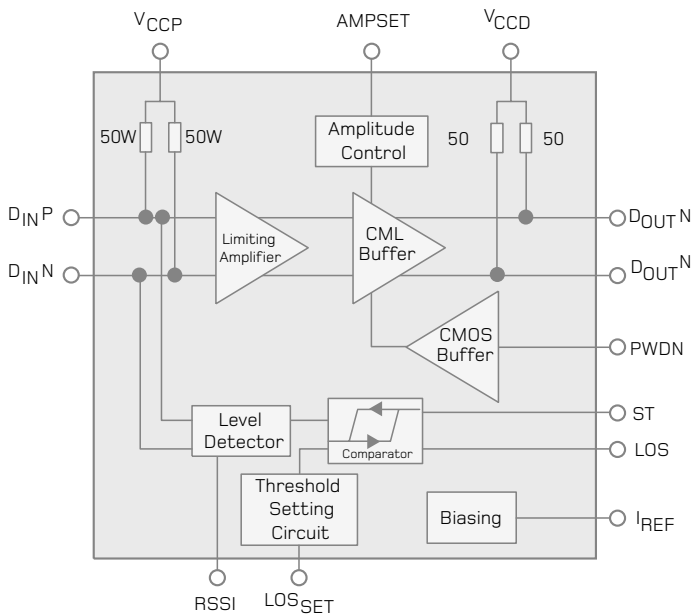 VCCP
AMPSET
VCCD
50W
50W
Amplitude
Control
50
50
DINP
Limiting
Amplifier
CML
Buffer
DOUTN
DINN
DOUTN
CMOS
Buffer
PWDN
Level
Detector
Comparator
ST
LOS
Threshold
Setting
Circuit
Biasing
IREF
RSSI
LOSSET